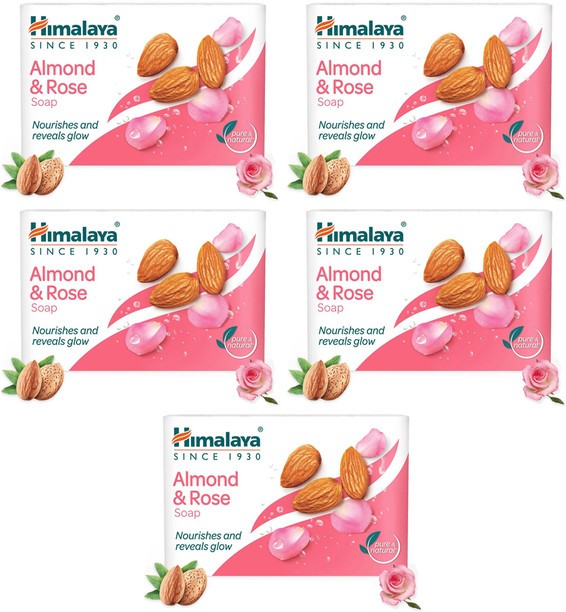 Himalaya®
SINCE 1930
Almond
& Rose
Soap
Nourishes and
reveals glow
pure &
natural
Himalaya®
SINCE 1930
Almond
& Rose
Soap
Nourishes and
reveals glow
pure &
natural
Himalaya®
SINCE 1930
Almond
& Rose
Soap
Nourishes and
reveals glow
pure &
natural
Himalaya®
SINCE 1930
Almond
& Rose
Soap
Nourishes and
reveals glow
pure &
natural
Himalaya®
SINCE 1930
Almond
& Rose
Soap
Nourishes and
reveals glow
pure &
natural